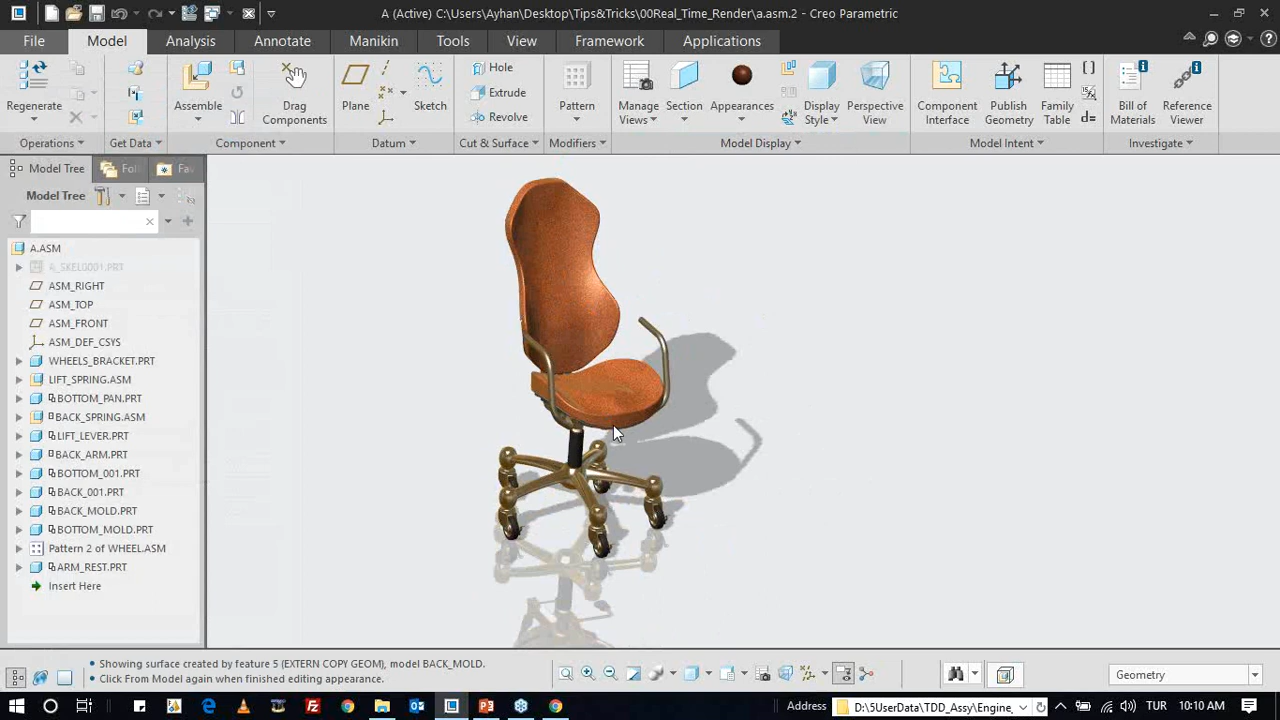 A (Active) C:\Users\Ayhan\Desktop\Tips&Tricks\00Real_Time_Render\a.asm.2 - Creo Parametric
File Model Analysis Annotate Manikin Tools View Framework Applications
Regenerate
Assemble
Drag Components
Plane
Sketch
Hole
Extrude
Revolve
Pattern
Manage Views
Section
Appearances
Display Style
Perspective View
Component Interface
Publish Geometry
Family Table
Bill of Materials
Reference Viewer
Operations Get Data Component Datum Cut & Surface Modifiers Model Display Model Intent Investigate
Model Tree Fol Fav
Model Tree
A.ASM
A_SKEL0001.PRT
ASM_RIGHT
ASM_TOP
ASM_FRONT
ASM_DEF_CSYS
WHEELS_BRACKET.PRT
LIFT_SPRING.ASM
BOTTOM_PAN.PRT
BACK_SPRING.ASM
LIFT_LEVER.PRT
BACK_ARM.PRT
BOTTOM_001.PRT
BACK_001.PRT
BACK_MOLD.PRT
BOTTOM_MOLD.PRT
Pattern 2 of WHEEL.ASM
ARM_REST.PRT
Insert Here
• Showing surface created by feature 5 (EXTERN COPY GEOM), model BACK_MOLD.
• Click From Model again when finished editing appearance.
Geometry
Address D:\5UserData\TDD_Assy\Engine_
TUR 10:10 AM